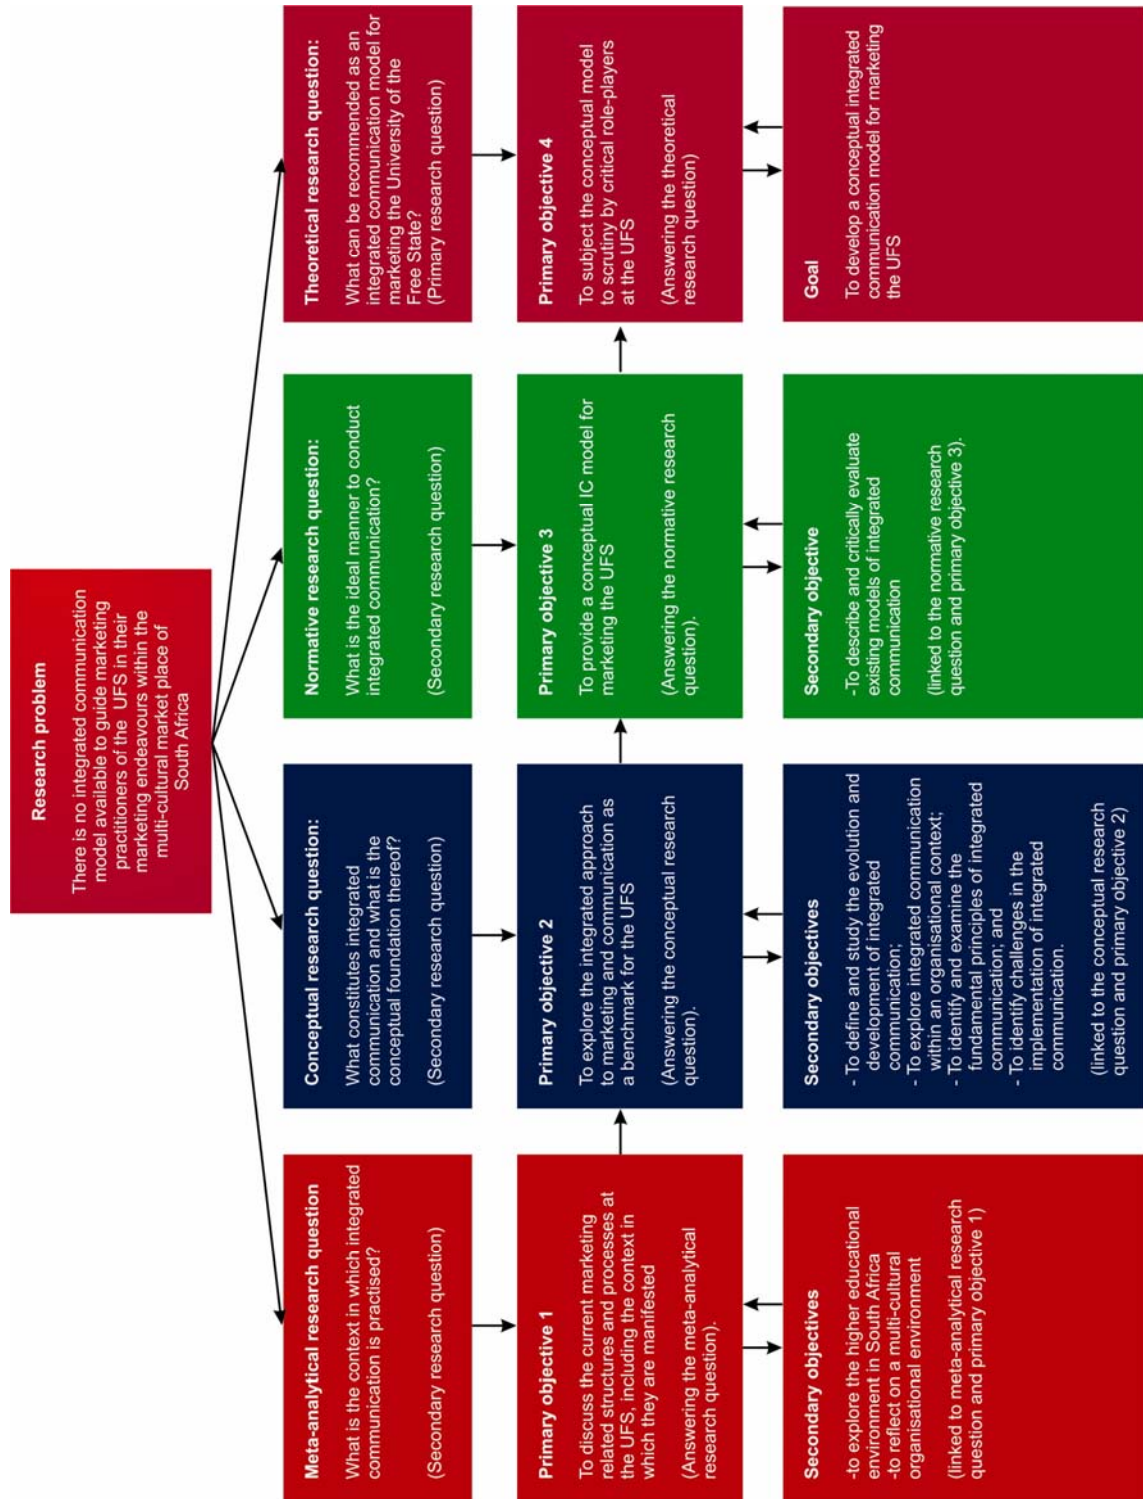 Research problem
There is no integrated communication
model available to guide marketing
practitioners of the UFS in their
marketing endeavours within the
multi-cultural market place of
South Africa
Meta-analytical research question
What is the context in which integrated
communication is practised?
(Secondary research question)
Conceptual research question:
What constitutes integrated
communication and what is the
conceptual foundation thereof?
(Secondary research question)
Normative research question:
What is the ideal manner to conduct
integrated communication?
(Secondary research question)
Theoretical research question:
What can be recommended as an
integrated communication model for
marketing the University of the
Free State?
(Primary research question)
Primary objective 1
To discuss the current marketing
related structures and processes at
the UFS, including the context in
which they are manifested
(Answering the meta-analytical
research question).
Primary objective 2
To explore the integrated approach
to marketing and communication as
a benchmark for the UFS
(Answering the conceptual research
question).
Primary objective 3
To provide a conceptual IC model for
marketing the UFS
(Answering the normative research
question).
Primary objective 4
To subject the conceptual model
to scrutiny by critical role-players
at the UFS
(Answering the theoretical
research question)
Secondary objectives
-to explore the higher educational
environment in South Africa
-to reflect on a multi-cultural
organisational environment
(linked to meta-analytical research
question and primary objective 1)
Secondary objectives
- To define and study the evolution and
development of integrated
communication;
- To explore integrated communication
within an organisational context;
- To identify and examine the
fundamental principles of integrated
communication; and
- To identify challenges in the
implementation of integrated
communication.
(linked to the conceptual research
question and primary objective 2)
Secondary objective
-To describe and critically evaluate
existing models of integrated
communication
(linked to the normative research
question and primary objective 3).
Goal
To develop a conceptual integrated
communication model for marketing
the UFS